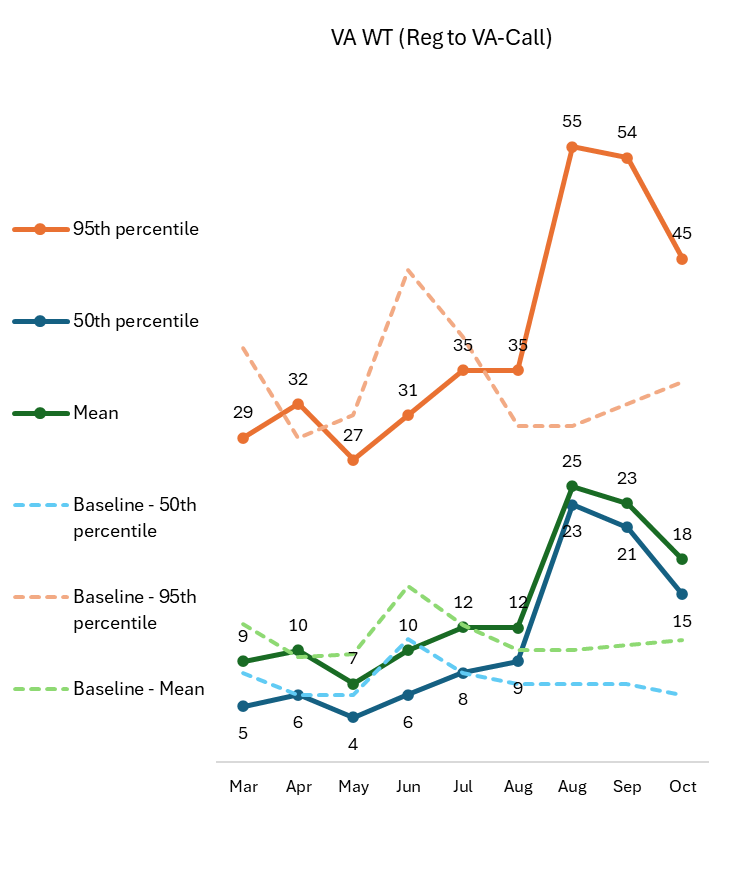 VA WT (Reg to VA-Call)
55
54
45
95th percentile
35
35
32
31
29
27
50th percentile
Mean
25
23
23
21
18
15
Baseline - 50th
percentile
Baseline - 95th
percentile
12
12
10
10
9
7
Baseline - Mean
9
8
6
6
5
4
Mar Apr May Jun Jul Aug Aug Sep Oct